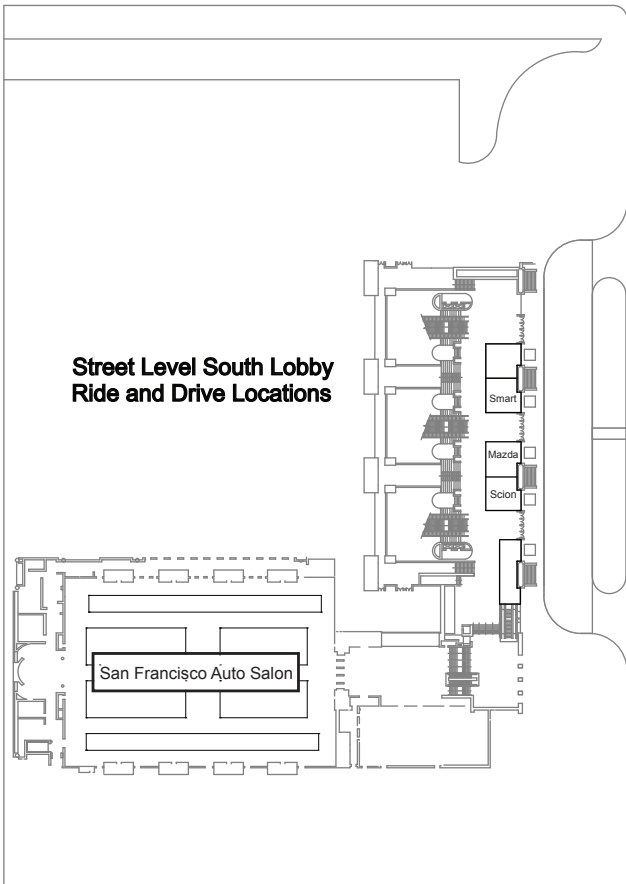 Street Level South Lobby
Ride and Drive Locations
Smart
Mazda
Scion
San Francisco Auto Salon